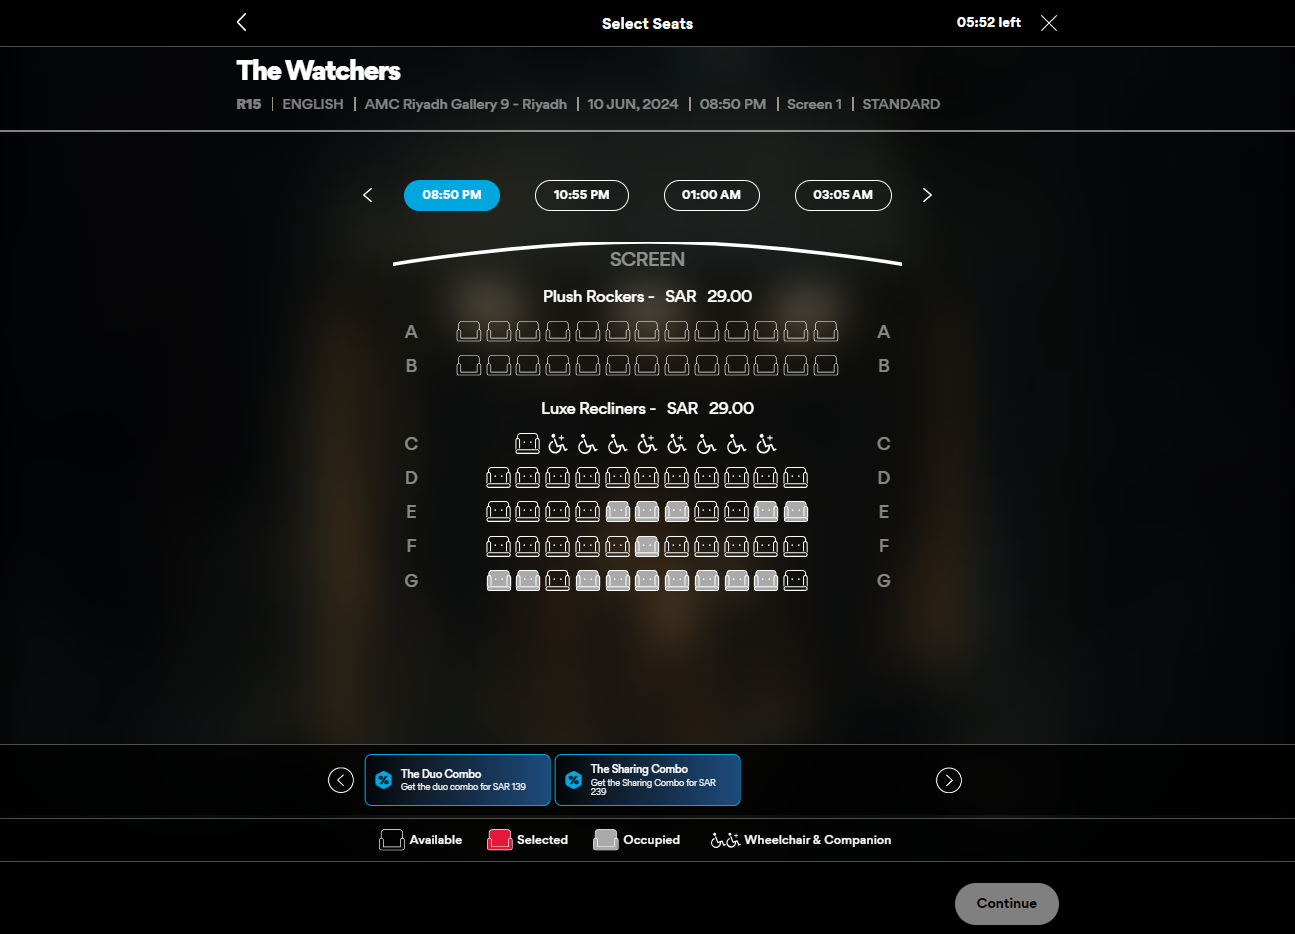 Select Seats
05:52 left
The Watchers
R15 | ENGLISH | AMC Riyadh Gallery 9 - Riyadh | 10 JUN, 2024 | 08:50 PM | Screen 1 | STANDARD
08:50 PM
10:55 PM
01:00 AM
03:05 AM
SCREEN
Plush Rockers - SAR 29.00
A A
B B
Luxe Recliners - SAR 29.00
C C
D D
E E
F F
G G
The Duo Combo
Get the duo combo for SAR 139
The Sharing Combo
Get the Sharing Combo for SAR
239
Available
Selected
Occupied
Wheelchair & Companion
Continue